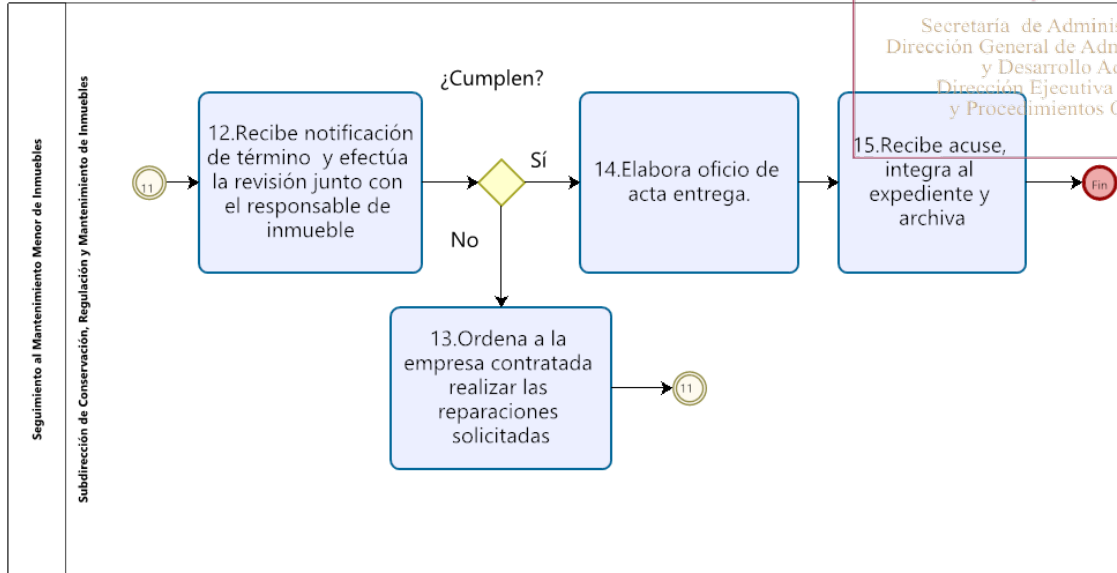 Secretaría de Adminis
Dirección General de Adm
y Desarrollo Ad
Dirección Ejecutiva
y Procedimientos O
Seguimiento al Mantenimiento Menor de Inmuebles
Subdirección de Conservación, Regulación y Mantenimiento de Inmuebles
11
12.Recibe notificación
de término y efectúa
la revisión junto con
el responsable de
inmueble
¿Cumplen?
Sí
No
14.Elabora oficio de
acta entrega.
15.Recibe acuse,
integra al
expediente y
archiva
Fin
13.Ordena a la
empresa contratada
realizar las
reparaciones
solicitadas
11